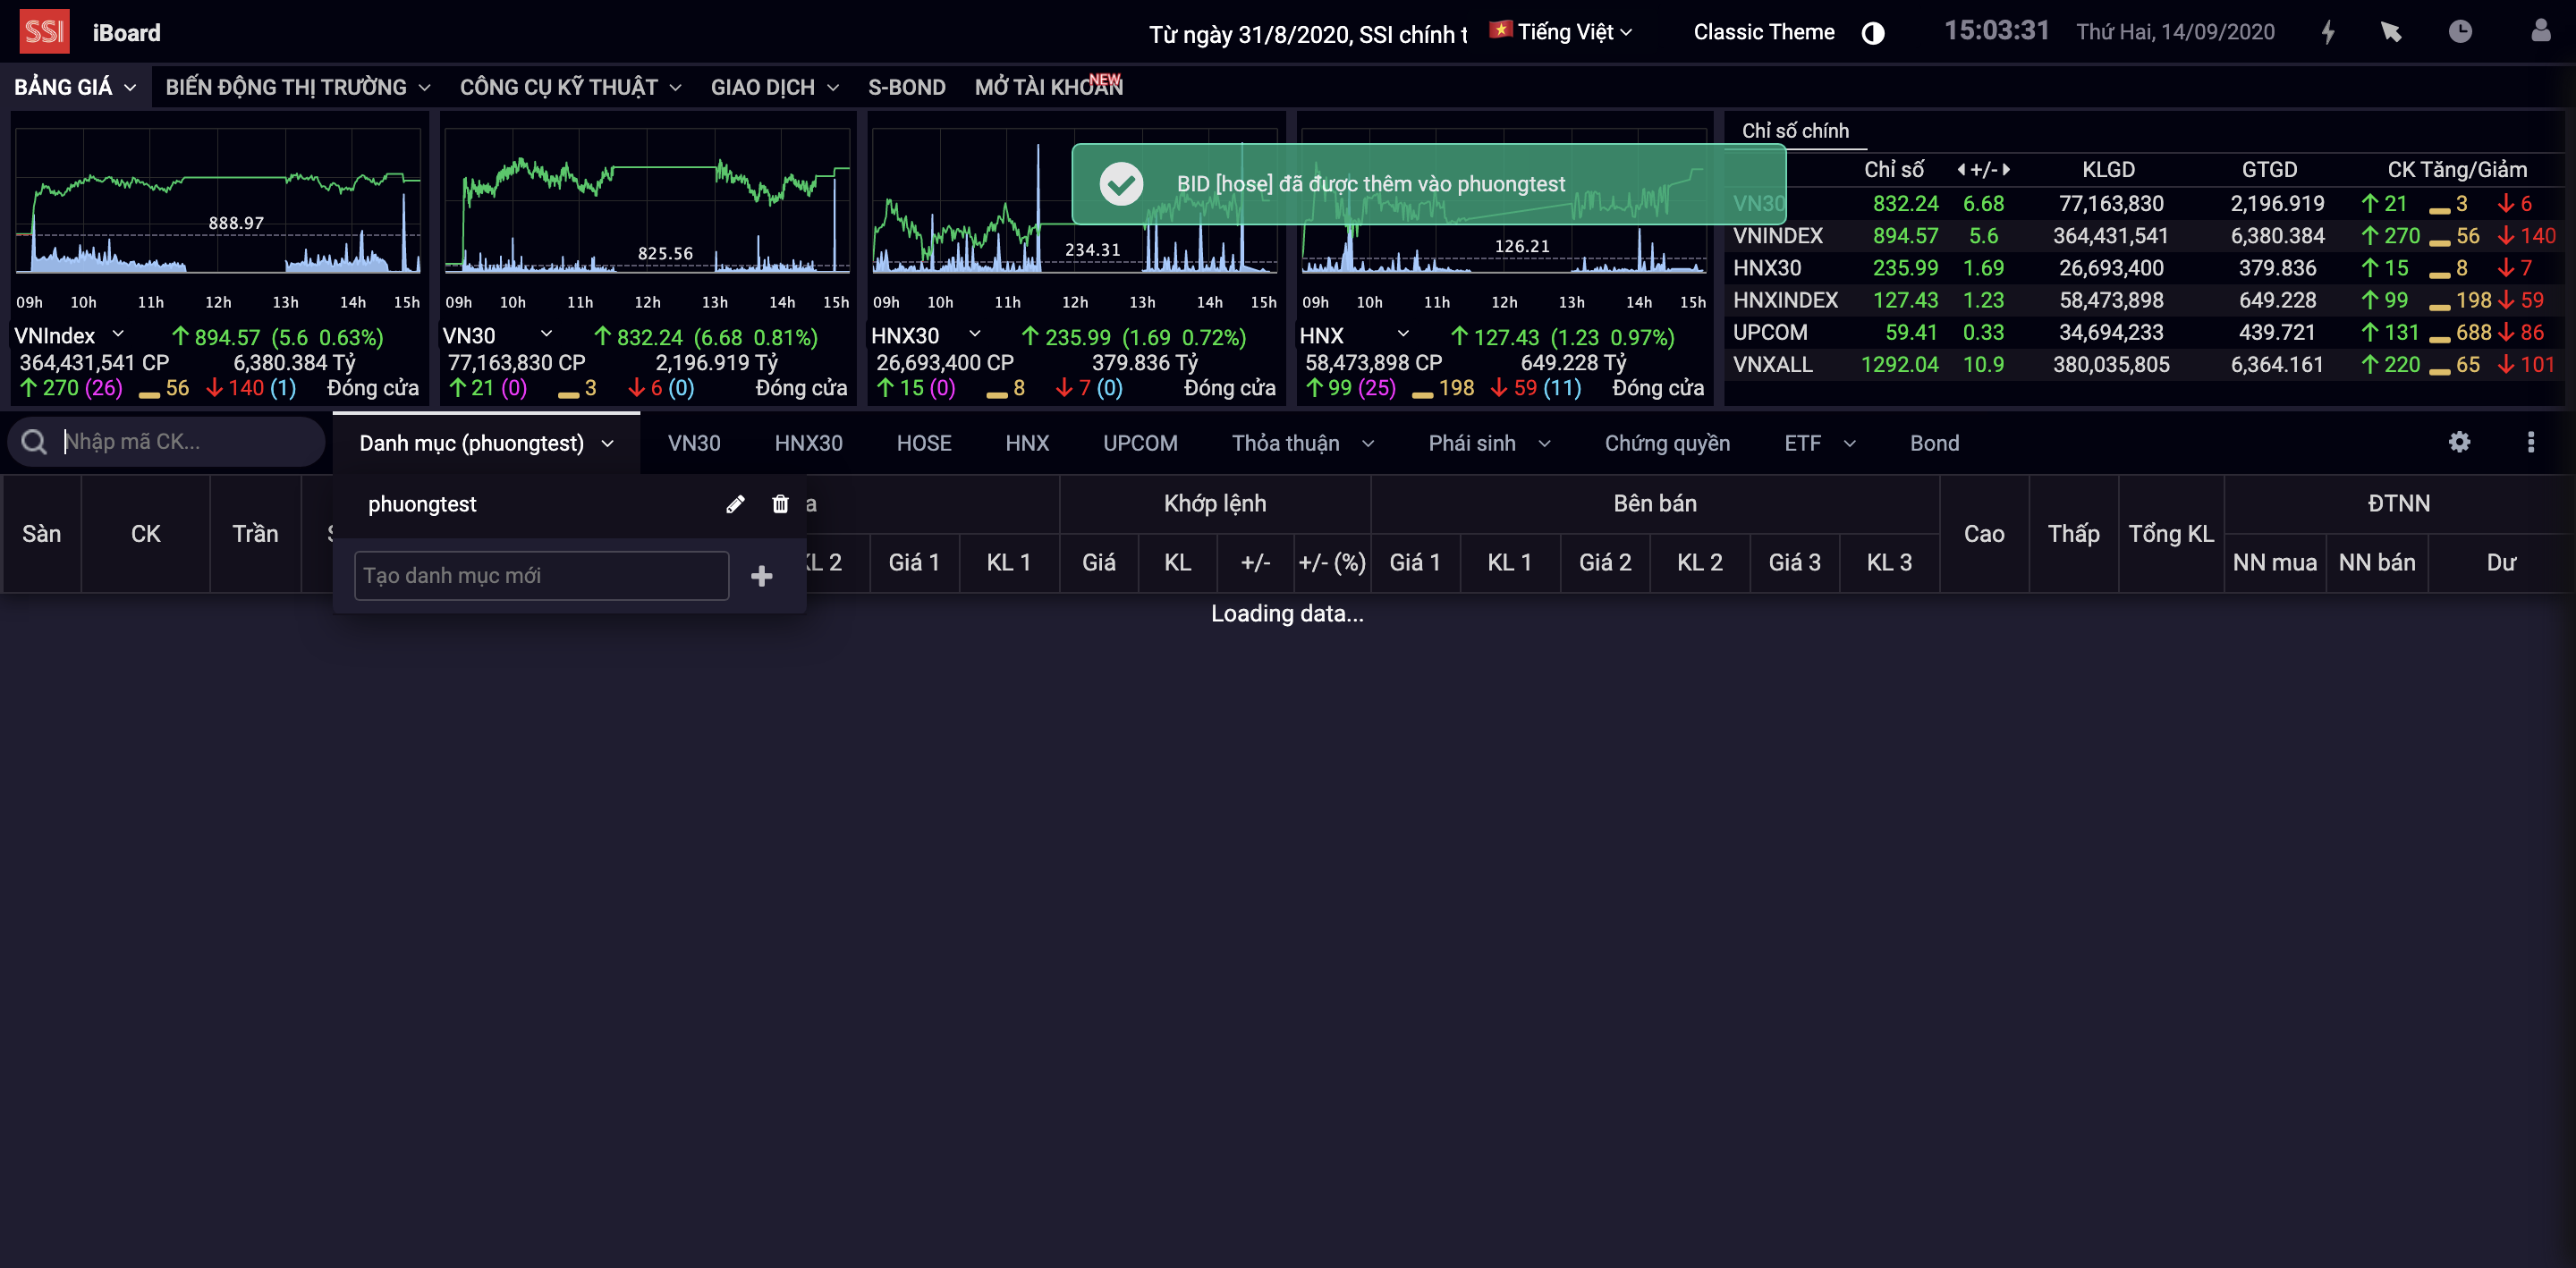 SSI iBoard Từ ngày 31/8/2020, SSI chính t Tiếng Việt Classic Theme 15:03:31 Thứ Hai, 14/09/2020
BẢNG GIÁ BIẾN ĐỘNG THỊ TRƯỜNG CÔNG CỤ KỸ THUẬT GIAO DỊCH S-BOND MỞ TÀI KHOẢN NEW
888.97
09h 10h 11h 12h 13h 14h 15h
VNIndex 894.57 (5.6 0.63%)
364,431,541 CP 6,380.384 Tỷ
270 (26) 56 140 (1) Đóng cửa
825.56
09h 10h 11h 12h 13h 14h 15h
VN30 832.24 (6.68 0.81%)
77,163,830 CP 2,196.919 Tỷ
21 (0) 3 6 (0) Đóng cửa
234.31
09h 10h 11h 12h 13h 14h 15h
HNX30 235.99 (1.69 0.72%)
26,693,400 CP 379.836 Tỷ
15 (0) 8 7 (0) Đóng cửa
126.21
09h 10h 11h 12h 13h 14h 15h
HNX 127.43 (1.23 0.97%)
58,473,898 CP 649.228 Tỷ
99 (25) 198 59 (11) Đóng cửa
BID [hose] đã được thêm vào phuongtest
Chỉ số chính
Chỉ số +/- KLGD GTGD CK Tăng/Giảm
VN30 832.24 6.68 77,163,830 2,196.919 21 3 6
VNINDEX 894.57 5.6 364,431,541 6,380.384 270 56 140
HNX30 235.99 1.69 26,693,400 379.836 15 8 7
HNXINDEX 127.43 1.23 58,473,898 649.228 99 198 59
UPCOM 59.41 0.33 34,694,233 439.721 131 688 86
VNXALL 1292.04 10.9 380,035,805 6,364.161 220 65 101
Nhập mã CK... Danh mục (phuongtest) VN30 HNX30 HOSE HNX UPCOM Thỏa thuận Phái sinh Chứng quyền ETF Bond
phuongtest
Tạo danh mục mới
a Khớp lệnh Bên bán ĐTNN
Sàn CK Trần Cao Thấp Tổng KL
KL 2 Giá 1 KL 1 Giá KL +/- +/- (%) Giá 1 KL 1 Giá 2 KL 2 Giá 3 KL 3 NN mua NN bán Dư
Loading data...